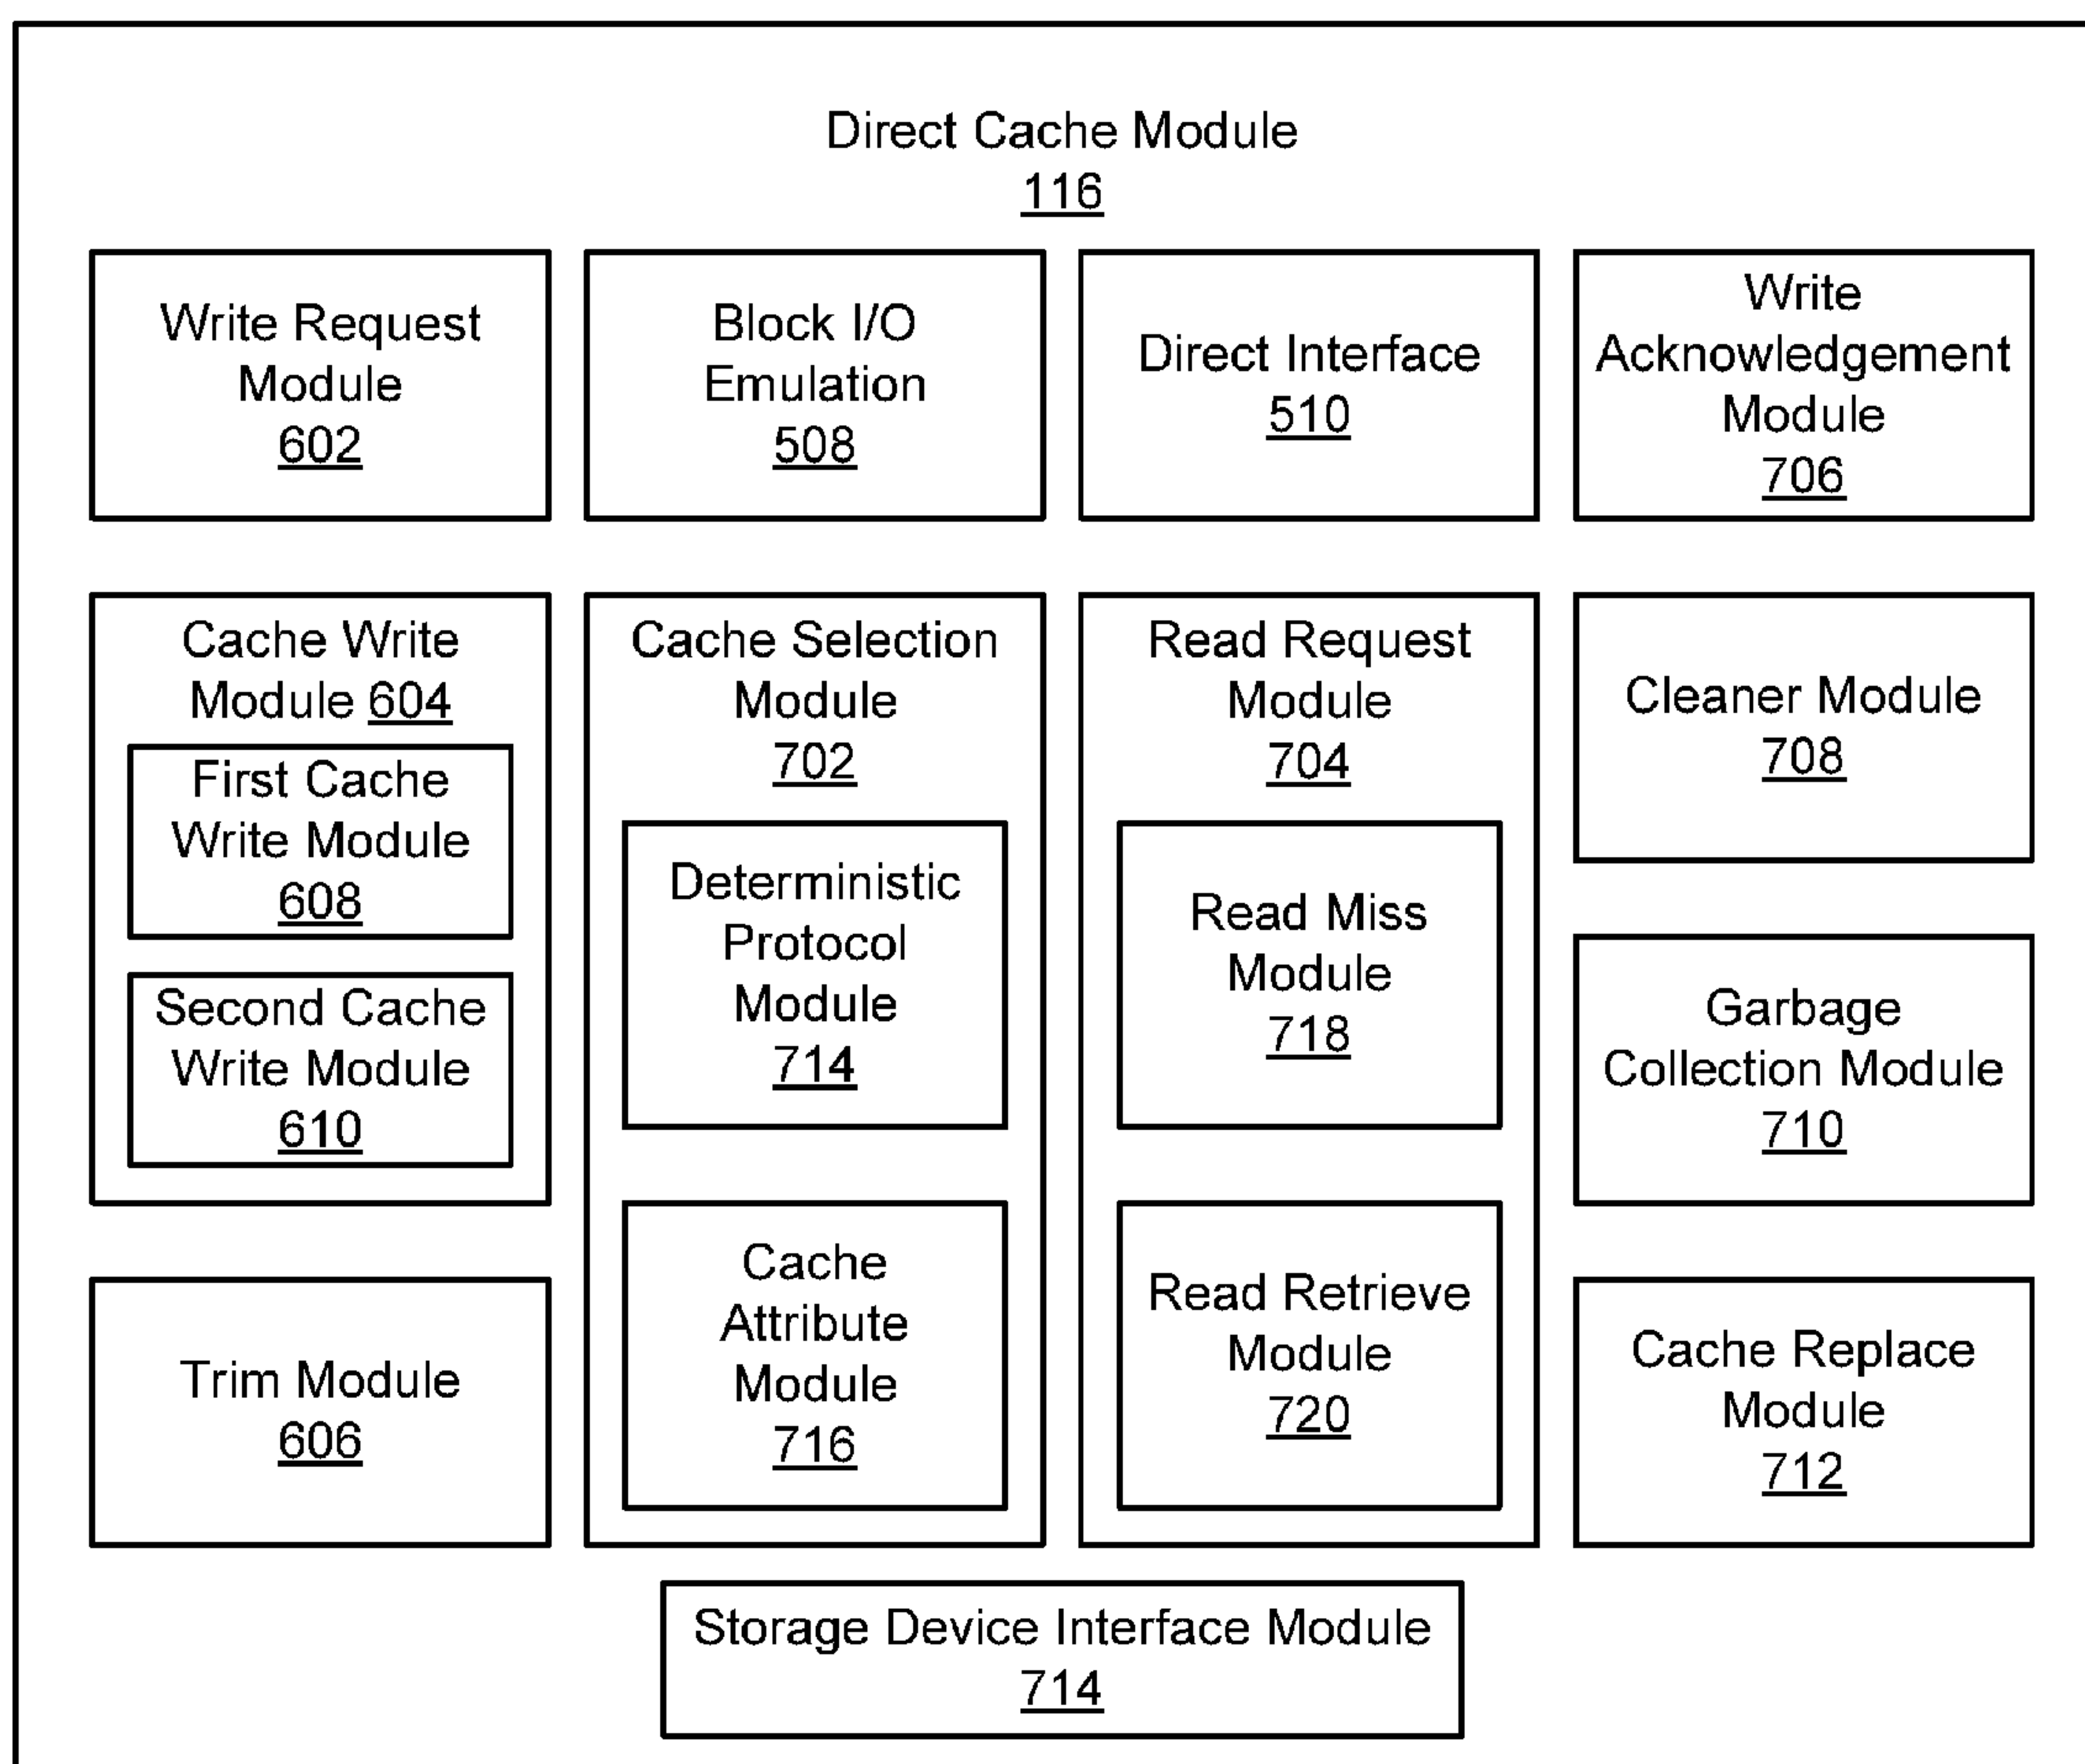 Direct Cache Module
116
Write Request
Module
602
Block I/O
Emulation
508
Direct Interface
510
Write
Acknowledgement
Module
706
Cache Write
Module 604
First Cache
Write Module
608
Second Cache
Write Module
610
Trim Module
606
Cache Selection
Module
702
Deterministic
Protocol
Module
714
Cache
Attribute
Module
716
Read Request
Module
704
Read Miss
Module
718
Read Retrieve
Module
720
Cleaner Module
708
Garbage
Collection Module
710
Cache Replace
Module
712
Storage Device Interface Module
714